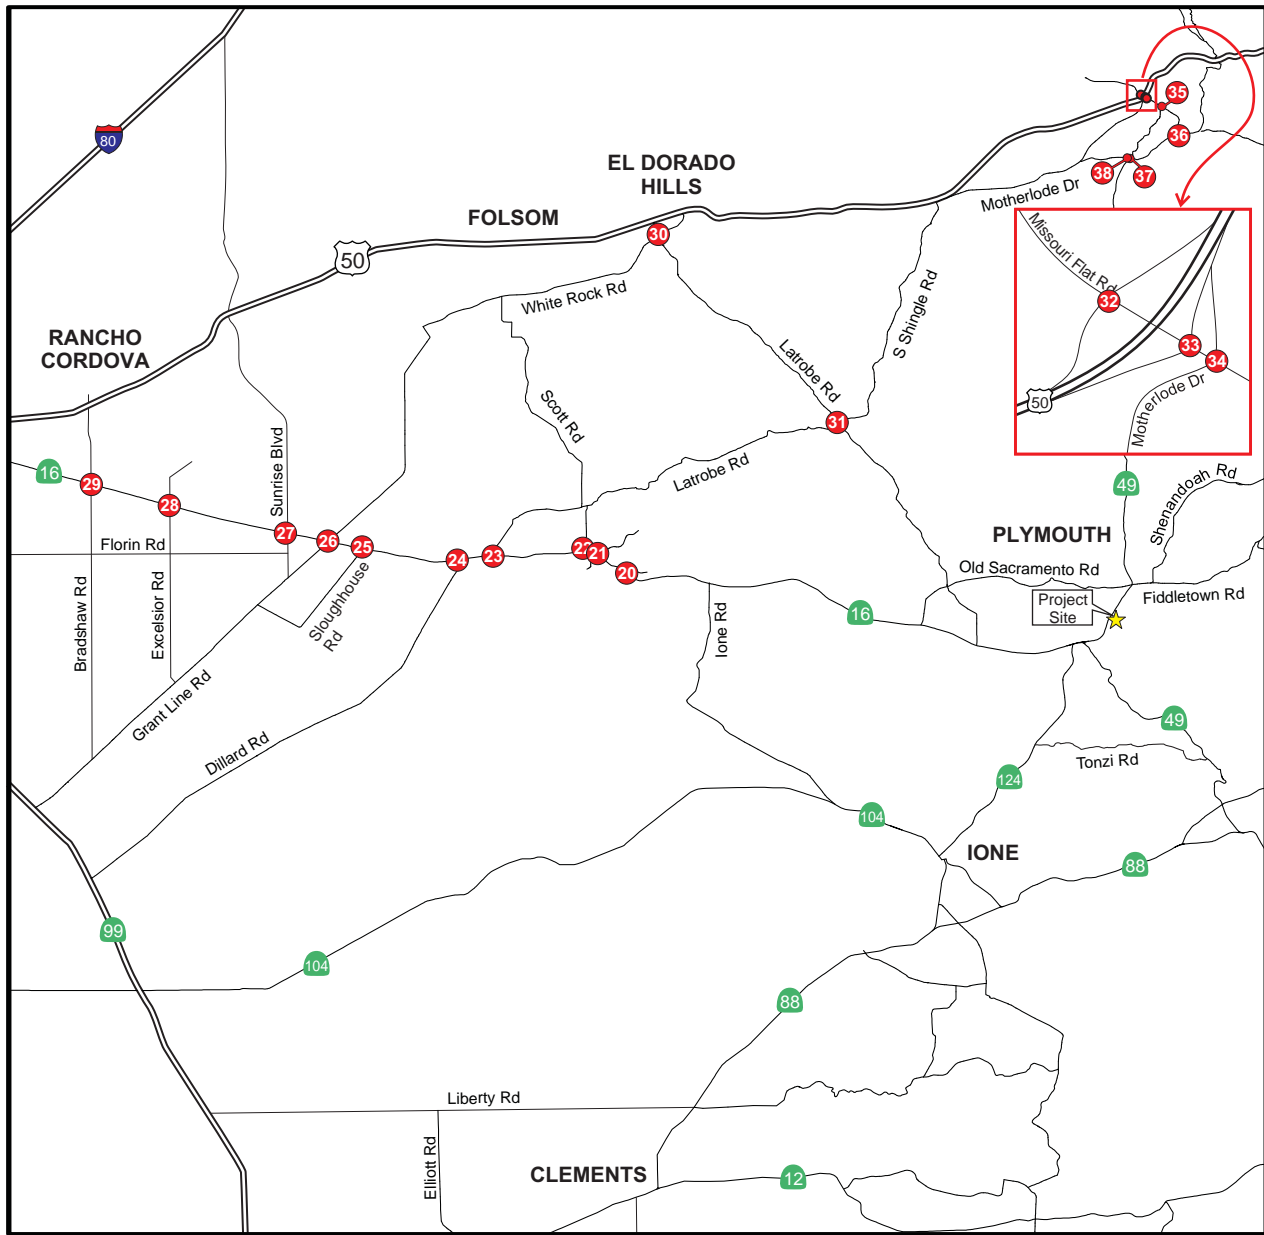 80
35
36
38
37
EL DORADO
HILLS
Motherlode Dr
FOLSOM
30
50
White Rock Rd
S Shingle Rd
Missouri Flat Rd
32
33
34
50
Motherlode Dr
RANCHO
CORDOVA
Latrobe Rd
Scott Rd
31
Sunrise Blvd
Latrobe Rd
16
29
28
27
26
25
24
23
22
21
20
49
Shenandoah Rd
PLYMOUTH
Florin Rd
Old Sacramento Rd
Fiddletown Rd
Project
Site
Bradshaw Rd
Excelsior Rd
Sloughhouse
Rd
Ione Rd
16
Grant Line Rd
Dillard Rd
49
Tonzi Rd
124
104
IONE
88
99
104
88
Liberty Rd
Elliott Rd
CLEMENTS
12